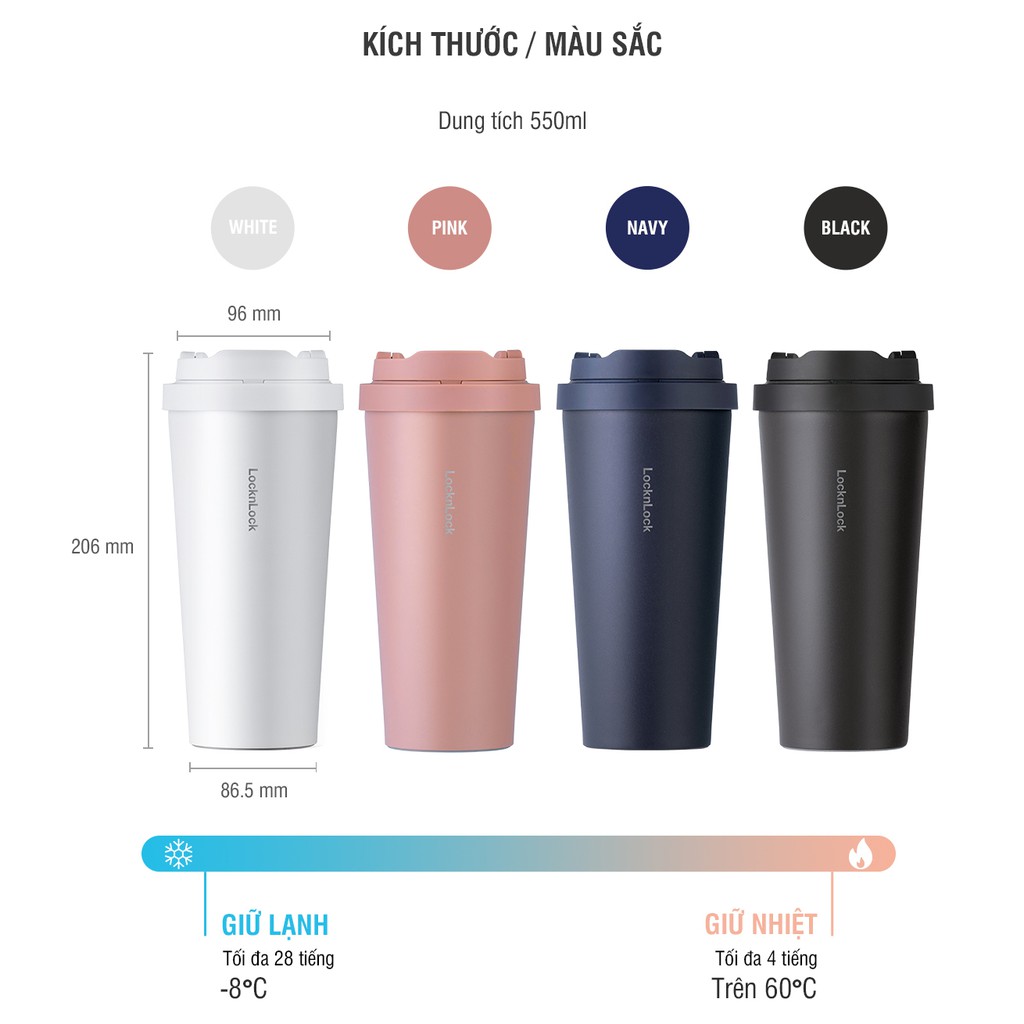 KÍCH THƯỚC / MÀU SẮC
Dung tích 550ml
WHITE
PINK
NAVY
BLACK
96 mm
206 mm
LocknLock
LocknLock
LocknLock
LocknLock
86.5 mm
GIỮ LẠNH
Tối đa 28 tiếng
-8°C
GIỮ NHIỆT
Tối đa 4 tiếng
Trên 60°C